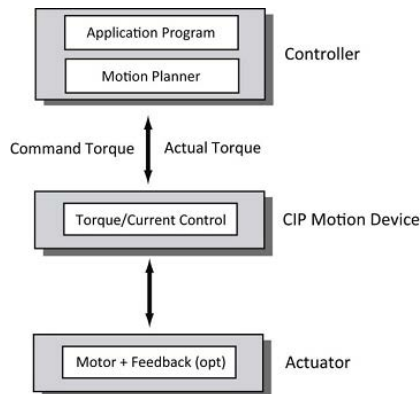 Application Program
Motion Planner
Controller
Command Torque
Actual Torque
Torque/Current Control
CIP Motion Device
Motor + Feedback (opt)
Actuator